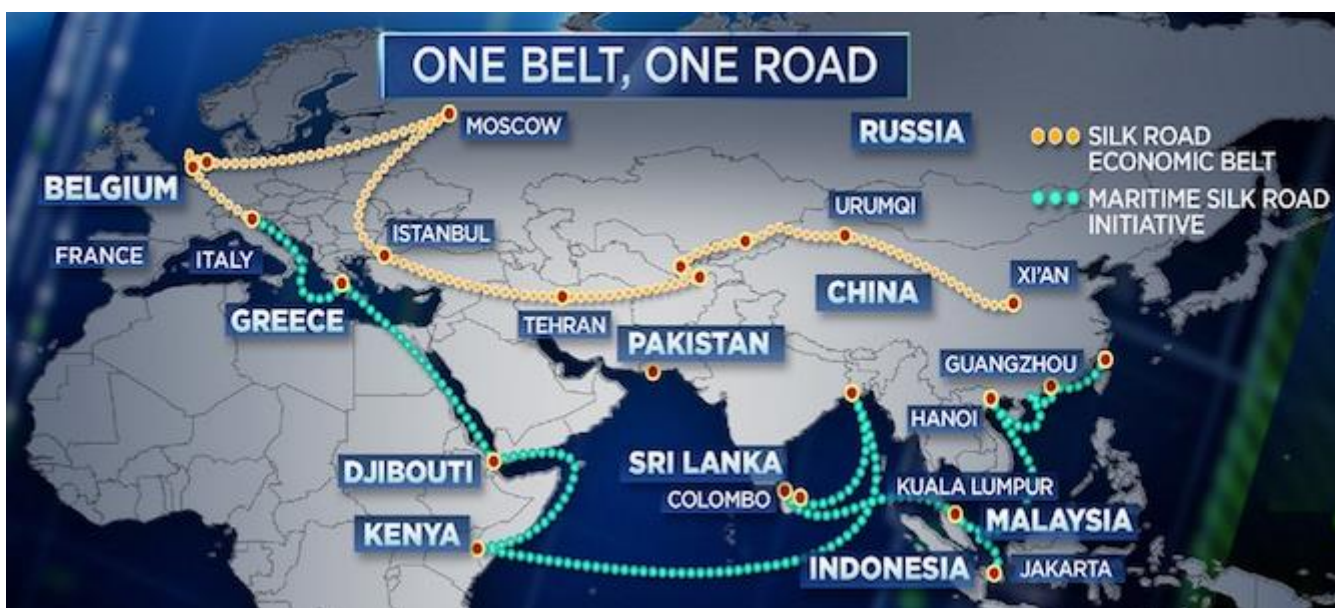 ONE BELT, ONE ROAD
MOSCOW
RUSSIA
SILK ROAD
ECONOMIC BELT
MARITIME SILK ROAD
INITIATIVE
BELGIUM
URUMQI
ISTANBUL
FRANCE
ITALY
XI'AN
CHINA
GREECE
TEHRAN
PAKISTAN
GUANGZHOU
HANOI
DJIBOUTI
SRI LANKA
COLOMBO
KUALA LUMPUR
MALAYSIA
KENYA
INDONESIA
JAKARTA